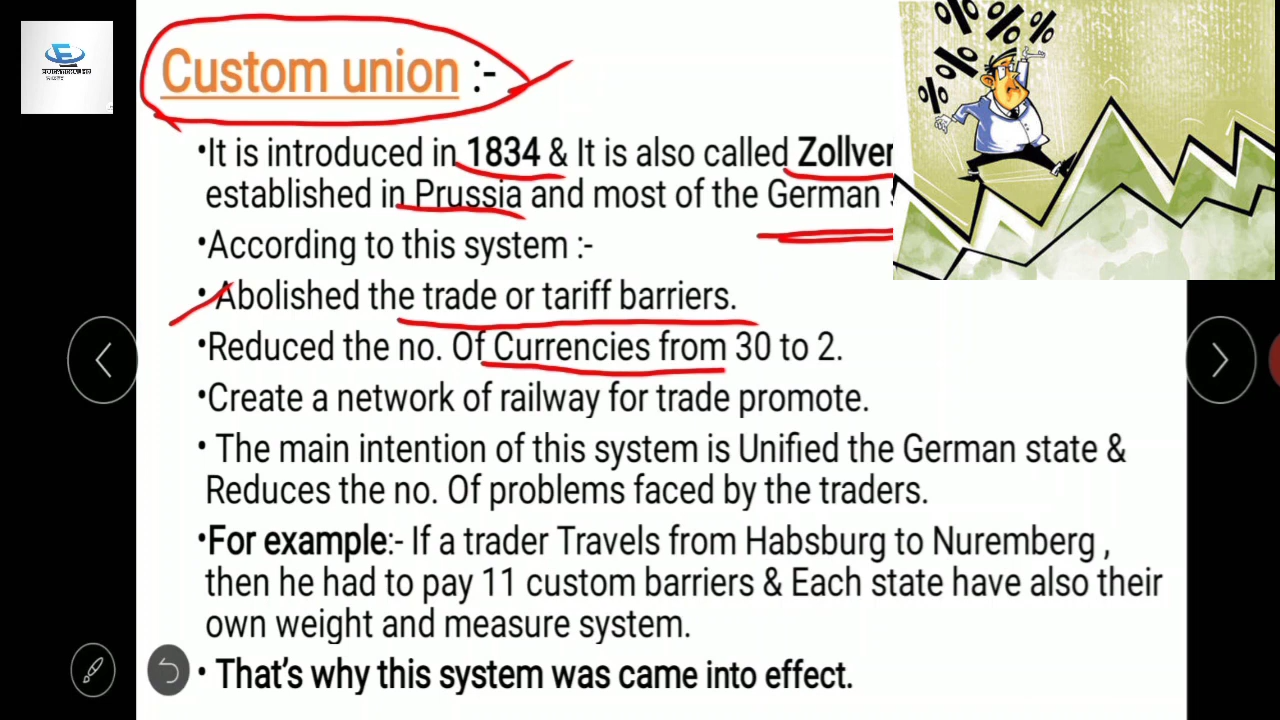 Custom union :-
•It is introduced in 1834 & It is also called
established in Prussia and most of the German
•According to this system :-
• Abolished the trade or tariff barriers.
•Reduced the no. Of Currencies from 30 to 2.
•Create a network of railway for trade promote.
• The main intention of this system is Unified the German state &
Reduces the no. Of problems faced by the traders.
•For example:- If a trader Travels from Habsburg to Nuremberg ,
then he had to pay 11 custom barriers & Each state have also their
own weight and measure system.
• That's why this system was came into effect.
% % %
%
%